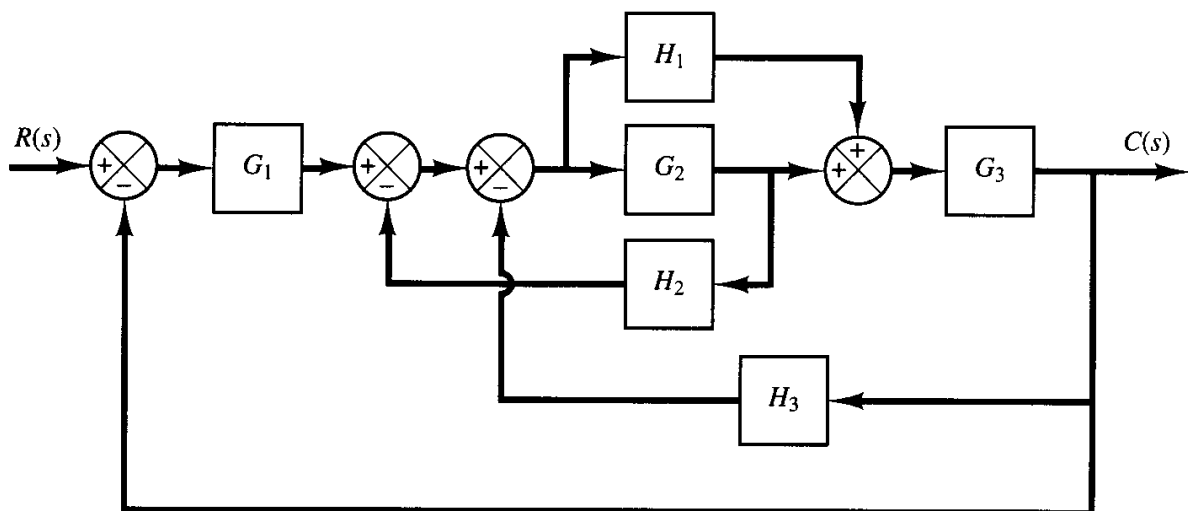 H₁
R(s)
C(s)
+
−
G₁
+
−
+
−
G₂
+
+
G₃
H₂
H₃